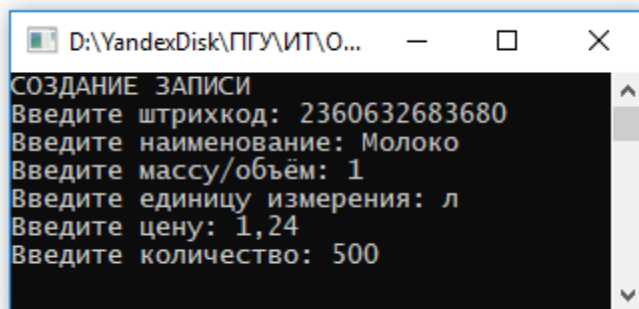 D:\YandexDisk\ПГУ\ИТ\О...
СОЗДАНИЕ ЗАПИСИ
Введите штрихкод: 2360632683680
Введите наименование: Молоко
Введите массу/объём: 1
Введите единицу измерения: л
Введите цену: 1,24
Введите количество: 500